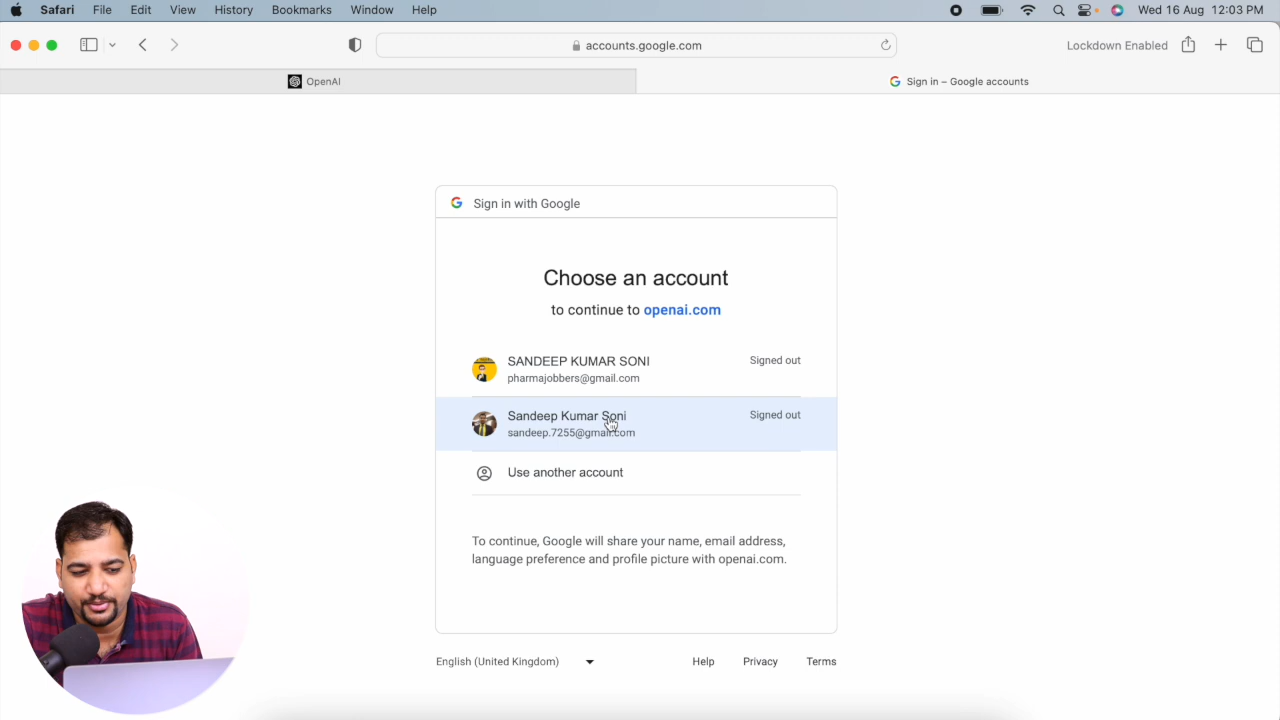 Safari File Edit View History Bookmarks Window Help Wed 16 Aug 12:03 PM
accounts.google.com Lockdown Enabled
OpenAI Sign in – Google accounts
Sign in with Google
Choose an account
to continue to openai.com
SANDEEP KUMAR SONI Signed out
pharmajobbers@gmail.com
Sandeep Kumar Soni Signed out
sandeep.7255@gmail.com
Use another account
To continue, Google will share your name, email address,
language preference and profile picture with openai.com.
English (United Kingdom) Help Privacy Terms